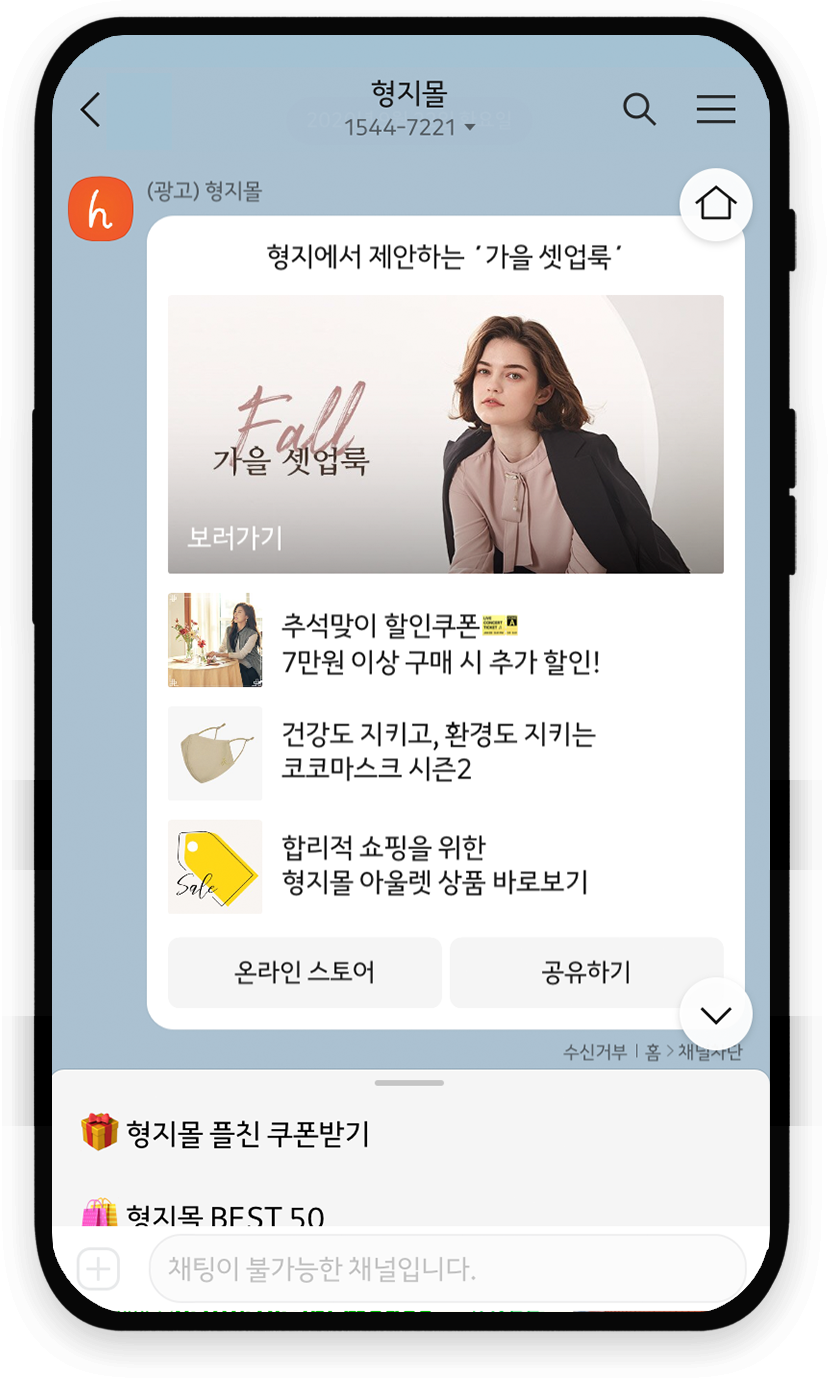 형지몰
1544-7221
(광고) 형지몰
h
형지에서 제안하는 ´가을 셋업룩´
Fall
가을 셋업룩
보러가기
추석맞이 할인쿠폰
7만원 이상 구매 시 추가 할인!
건강도 지키고, 환경도 지키는
코코마스크 시즌2
Sale
합리적 쇼핑을 위한
형지몰 아울렛 상품 바로보기
온라인 스토어
공유하기
수신거부 | 홈 > 채널차단
형지몰 플친 쿠폰받기
형지몰 BEST 50
채팅이 불가능한 채널입니다.